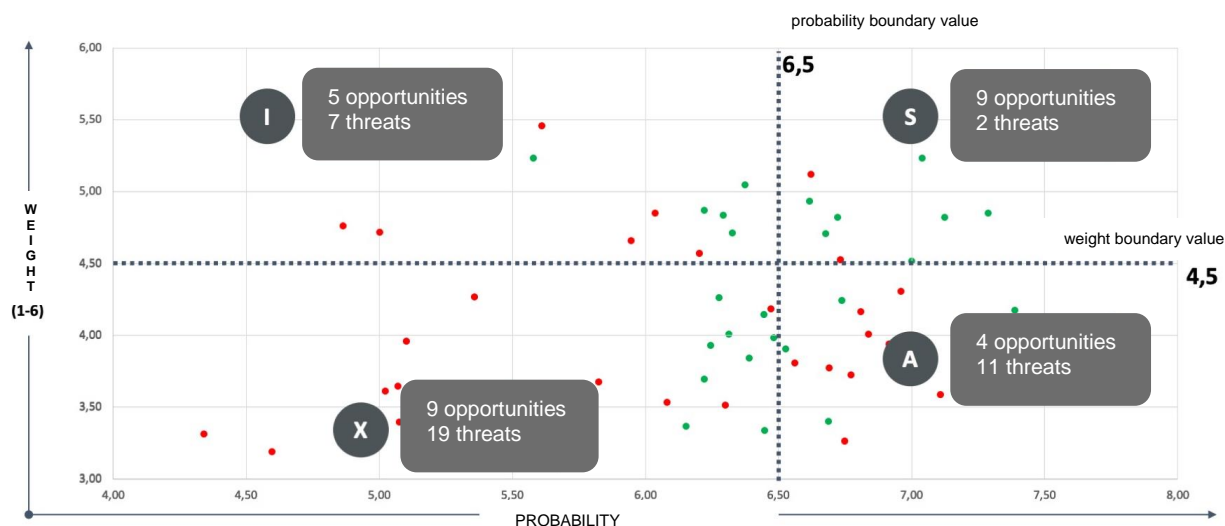 probability boundary value
6,00
6,5
I
5 opportunities
7 threats
S
9 opportunities
2 threats
5,50
5,00
WEIGHT
(1-6)
weight boundary value
4,50
4,5
4,00
A
4 opportunities
11 threats
3,50
X
9 opportunities
19 threats
3,00
4,00 4,50 5,00 5,50 6,00 6,50 7,00 7,50 8,00
PROBABILITY